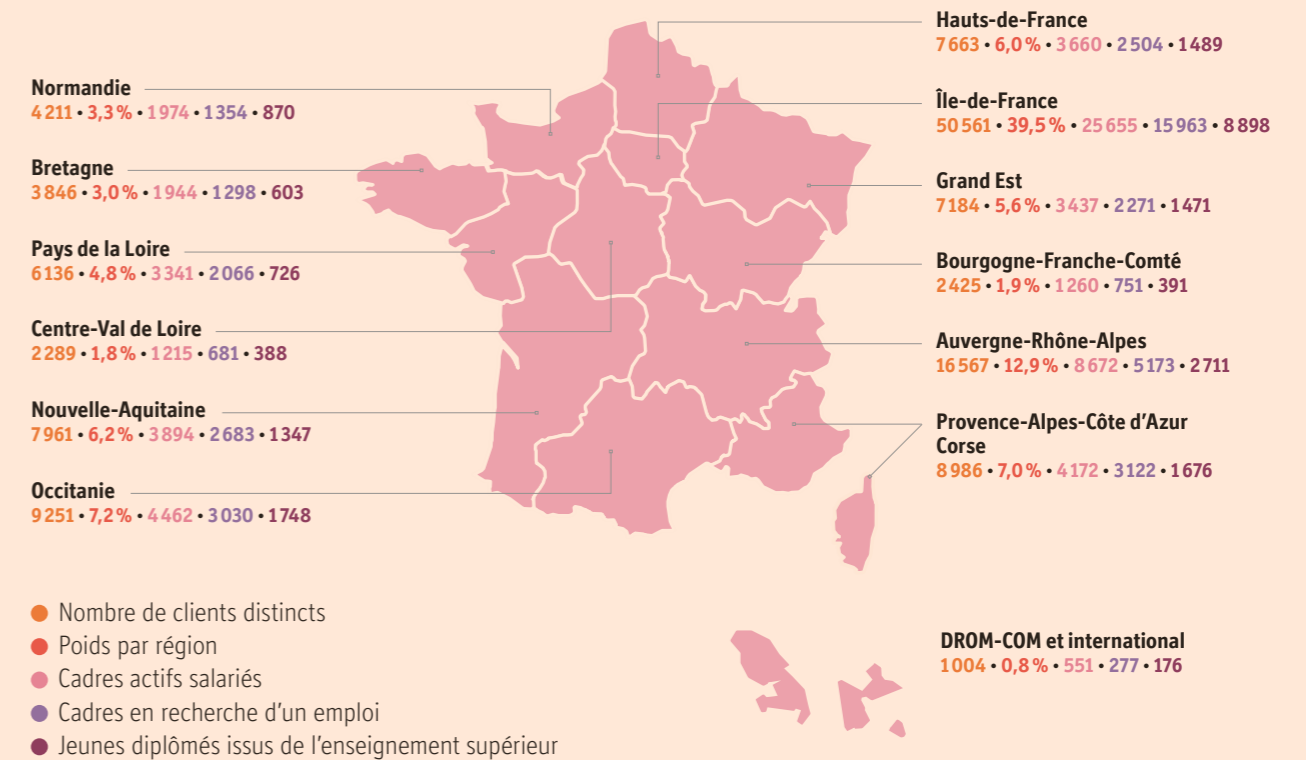 Normandie
4 211 • 3,3 % • 1 974 • 1 354 • 870
Bretagne
3 846 • 3,0 % • 1 944 • 1 298 • 603
Pays de la Loire
6 136 • 4,8 % • 3 341 • 2 066 • 726
Centre-Val de Loire
2 289 • 1,8 % • 1 215 • 681 • 388
Nouvelle-Aquitaine
7 961 • 6,2 % • 3 894 • 2 683 • 1 347
Occitanie
9 251 • 7,2 % • 4 462 • 3 030 • 1 748
Hauts-de-France
7 663 • 6,0 % • 3 660 • 2 504 • 1 489
Île-de-France
50 561 • 39,5 % • 25 655 • 15 963 • 8 898
Grand Est
7 184 • 5,6 % • 3 437 • 2 271 • 1 471
Bourgogne-Franche-Comté
2 425 • 1,9 % • 1 260 • 751 • 391
Auvergne-Rhône-Alpes
16 567 • 12,9 % • 8 672 • 5 173 • 2 711
Provence-Alpes-Côte d'Azur
Corse
8 986 • 7,0 % • 4 172 • 3 122 • 1 676
DROM-COM et international
1 004 • 0,8 % • 551 • 277 • 176
Nombre de clients distincts
Poids par région
Cadres actifs salariés
Cadres en recherche d'un emploi
Jeunes diplômés issus de l'enseignement supérieur